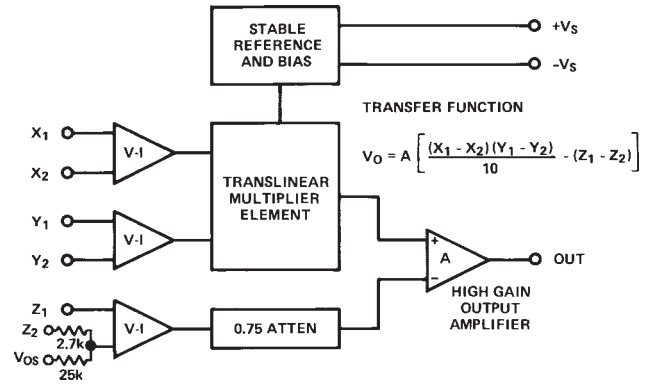 STABLE
REFERENCE
AND BIAS
+VS
-VS
TRANSFER FUNCTION
VO = A [ (X1 - X2) (Y1 - Y2) / 10 - (Z1 - Z2) ]
X1
X2
V-I
TRANSLINEAR
MULTIPLIER
ELEMENT
Y1
Y2
V-I
+
A
−
OUT
HIGH GAIN
OUTPUT
AMPLIFIER
Z1
Z2
2.7k
VOS
25k
V-I
0.75 ATTEN